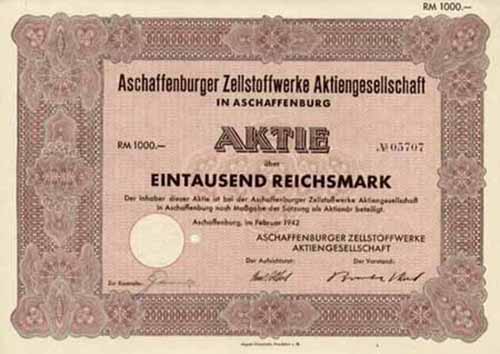 RM 1000.—
Aschaffenburger Zellstoffwerke Aktiengesellschaft
IN ASCHAFFENBURG
AKTIE
RM 1000.—
№ 05707
über
EINTAUSEND REICHSMARK
Der Inhaber dieser Aktie ist bei der Aschaffenburger Zellstoffwerke Aktiengesellschaft
in Aschaffenburg nach Maßgabe der Satzung als Aktionär beteiligt.
Aschaffenburg, im Februar 1942
ASCHAFFENBURGER ZELLSTOFFWERKE
AKTIENGESELLSCHAFT
Der Aufsichtsrat:
Der Vorstand:
Zur Kontrolle: